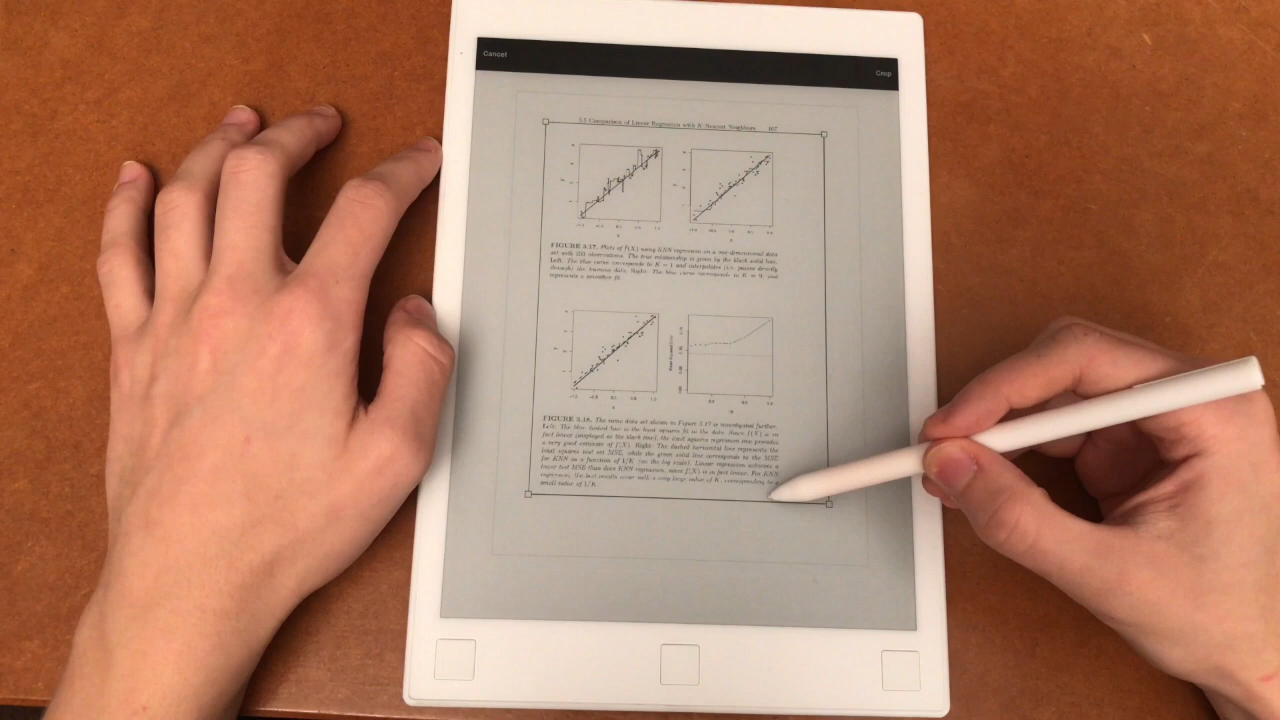 Cancel
Crop
3.5 Comparison of Linear Regression with K-Nearest Neighbors 107
FIGURE 3.17. Plots of f(X) using KNN regression on a one-dimensional data
set with 100 observations. The true relationship is given by the black solid line.
Left: The blue curve corresponds to K = 1 and interpolates (i.e. passes directly
through) the training data. Right: The blue curve corresponds to K = 9, and
represents a smoother fit.
FIGURE 3.18. The same data set shown in Figure 3.17 is investigated further.
Left: The blue dashed line is the least squares fit to the data. Since f(X) is in
fact linear (displayed as the black line), the least squares regression line provides
a very good estimate of f(X). Right: The dashed horizontal line represents the
least squares test set MSE, while the green solid line corresponds to the MSE
for KNN as a function of 1/K (on the log scale). Linear regression achieves a
lower test MSE than does KNN regression, since f(X) is in fact linear. For KNN
regression, the best results occur with a very large value of K, corresponding to a
small value of 1/K.